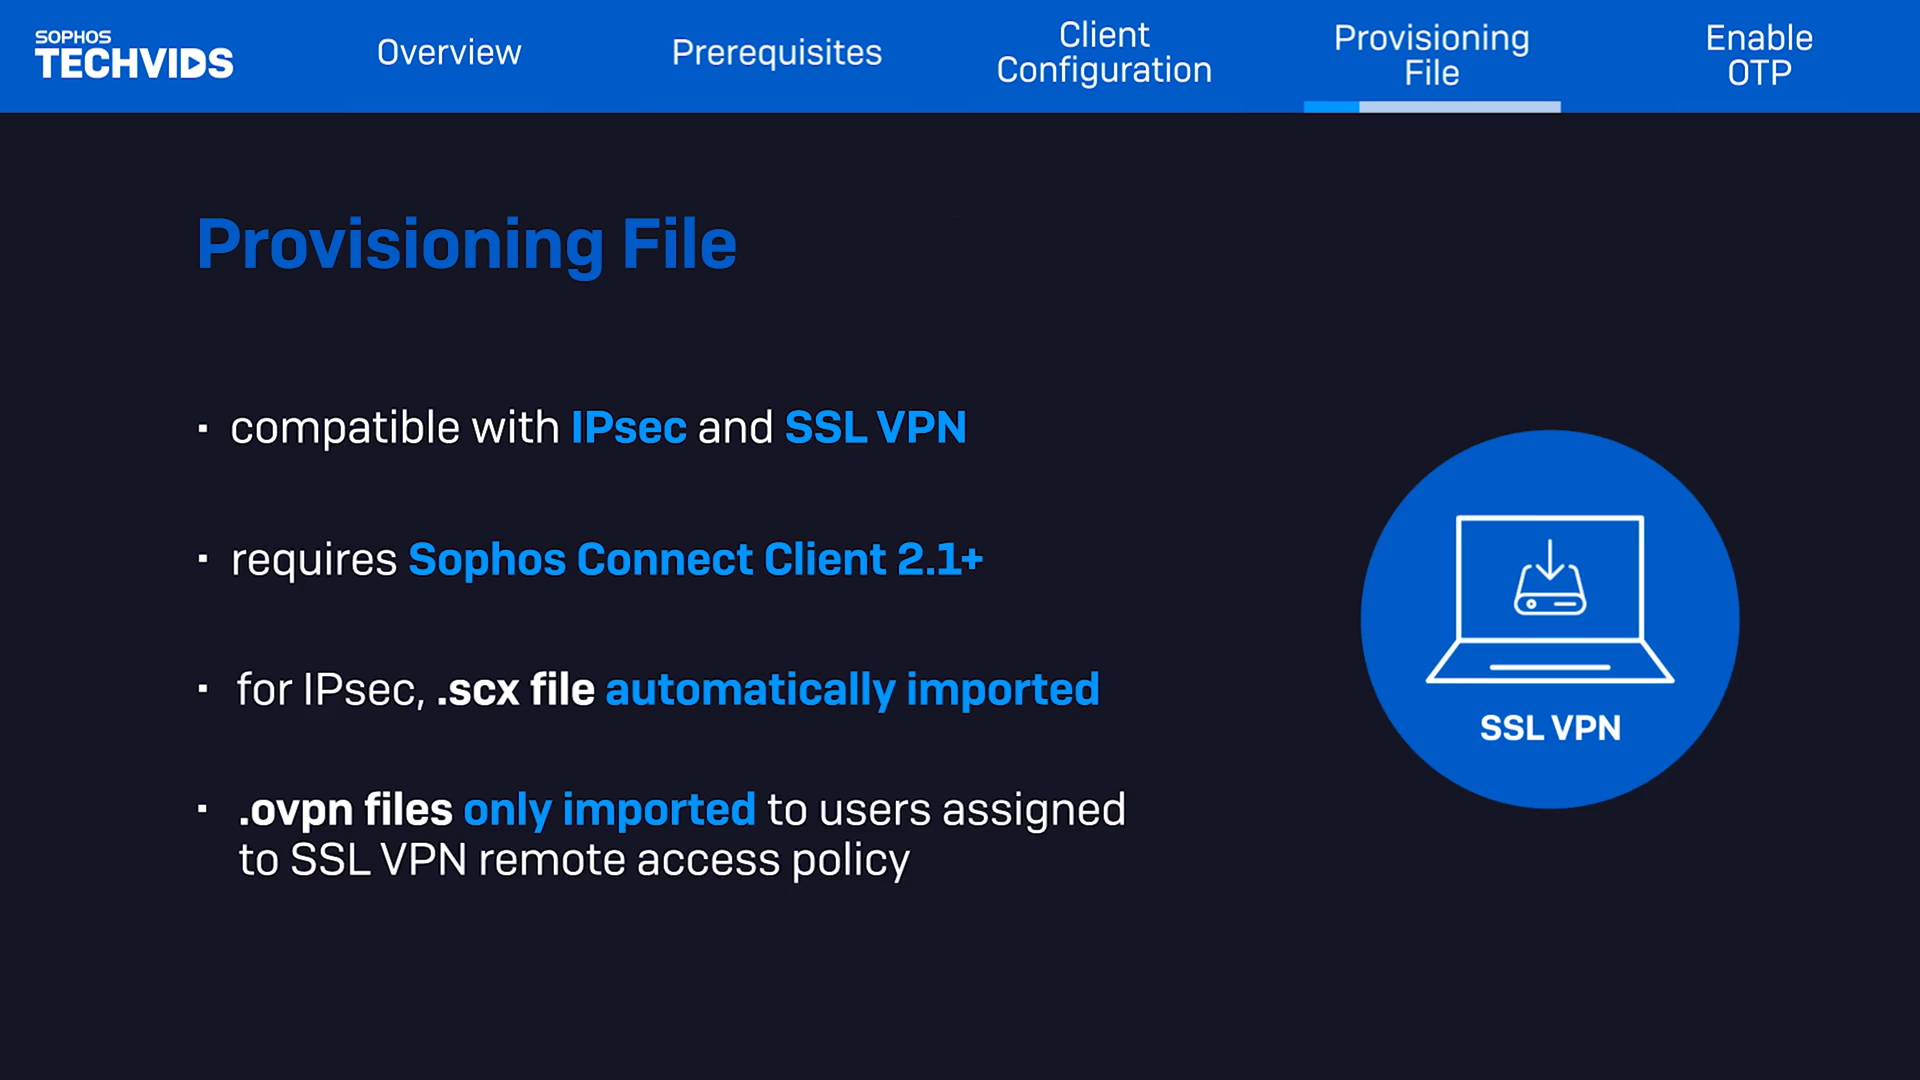 SOPHOS
TECHVIDS
Overview
Prerequisites
Client
Configuration
Provisioning
File
Enable
OTP
Provisioning File
▪ compatible with IPsec and SSL VPN
▪ requires Sophos Connect Client 2.1+
▪ for IPsec, .scx file automatically imported
▪ .ovpn files only imported to users assigned
to SSL VPN remote access policy
SSL VPN